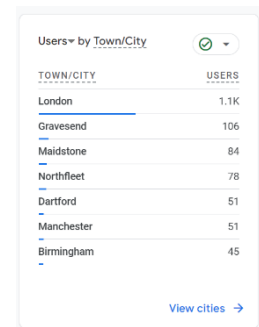 Users by Town/City
TOWN/CITY USERS
London 1.1K
Gravesend 106
Maidstone 84
Northfleet 78
Dartford 51
Manchester 51
Birmingham 45
View cities